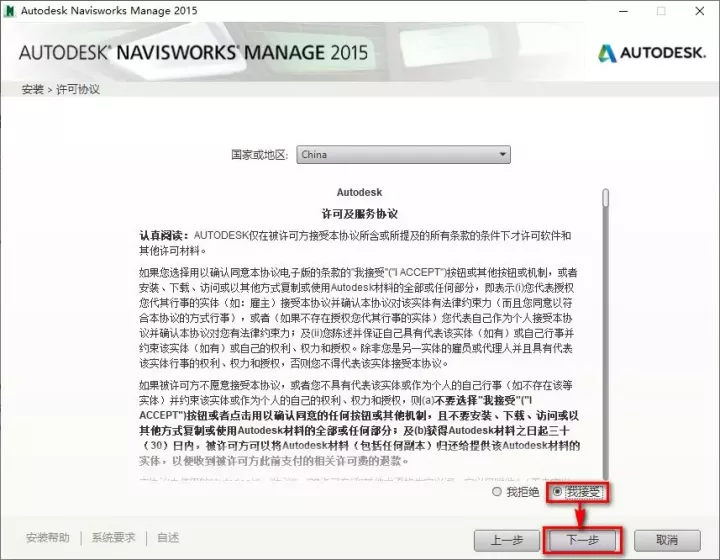 Autodesk Navisworks Manage 2015
AUTODESK® NAVISWORKS® MANAGE 2015
AUTODESK.
安装 > 许可协议
国家或地区: China
Autodesk
许可及服务协议
认真阅读：AUTODESK仅在被许可方接受本协议所含或所提及的所有条款的条件下才许可软件和
其他许可材料。
如果您选择用以确认同意本协议电子版的条款的“我接受”("I ACCEPT")按钮或其他按钮或机制，或者
安装、下载、访问或以其他方式复制或使用Autodesk材料的全部或任何部分，即表示(i)您代表授权
您代其行事的实体（如：雇主）接受本协议并确认本协议对该实体有法律约束力（而且您同意以符
合本协议的方式行事），或者（如果不存在授权您代其行事的实体）您代表自己作为个人接受本协
议并确认本协议对您有法律约束力；及(ii)您陈述并保证自己具有代表该实体（如有）或自己行事并
约束该实体（如有）或自己的权利、权力和授权。除非您是另一实体的雇员或代理人并且具有代表
该实体行事的权利、权力和授权，否则您不得代表该实体接受本协议。
如果被许可方不愿意接受本协议，或者您不具有代表该实体或作为个人的自己行事（如不存在该等
实体）并约束该实体或作为个人的自己的权利、权力和授权，则(a)不要选择“我接受”("I
ACCEPT")按钮或者点击用以确认同意的任何按钮或其他机制，且不要安装、下载、访问或以
其他方式复制或使用Autodesk材料的全部或任何部分；及(b)获得Autodesk材料之日起三十
（30）日内，被许可方可以将Autodesk材料（包括任何副本）归还给提供该Autodesk材料的
实体，以便收到被许可方此前支付的相关许可费的退款。
我拒绝 我接受
安装帮助 系统要求 自述 上一步 下一步 取消